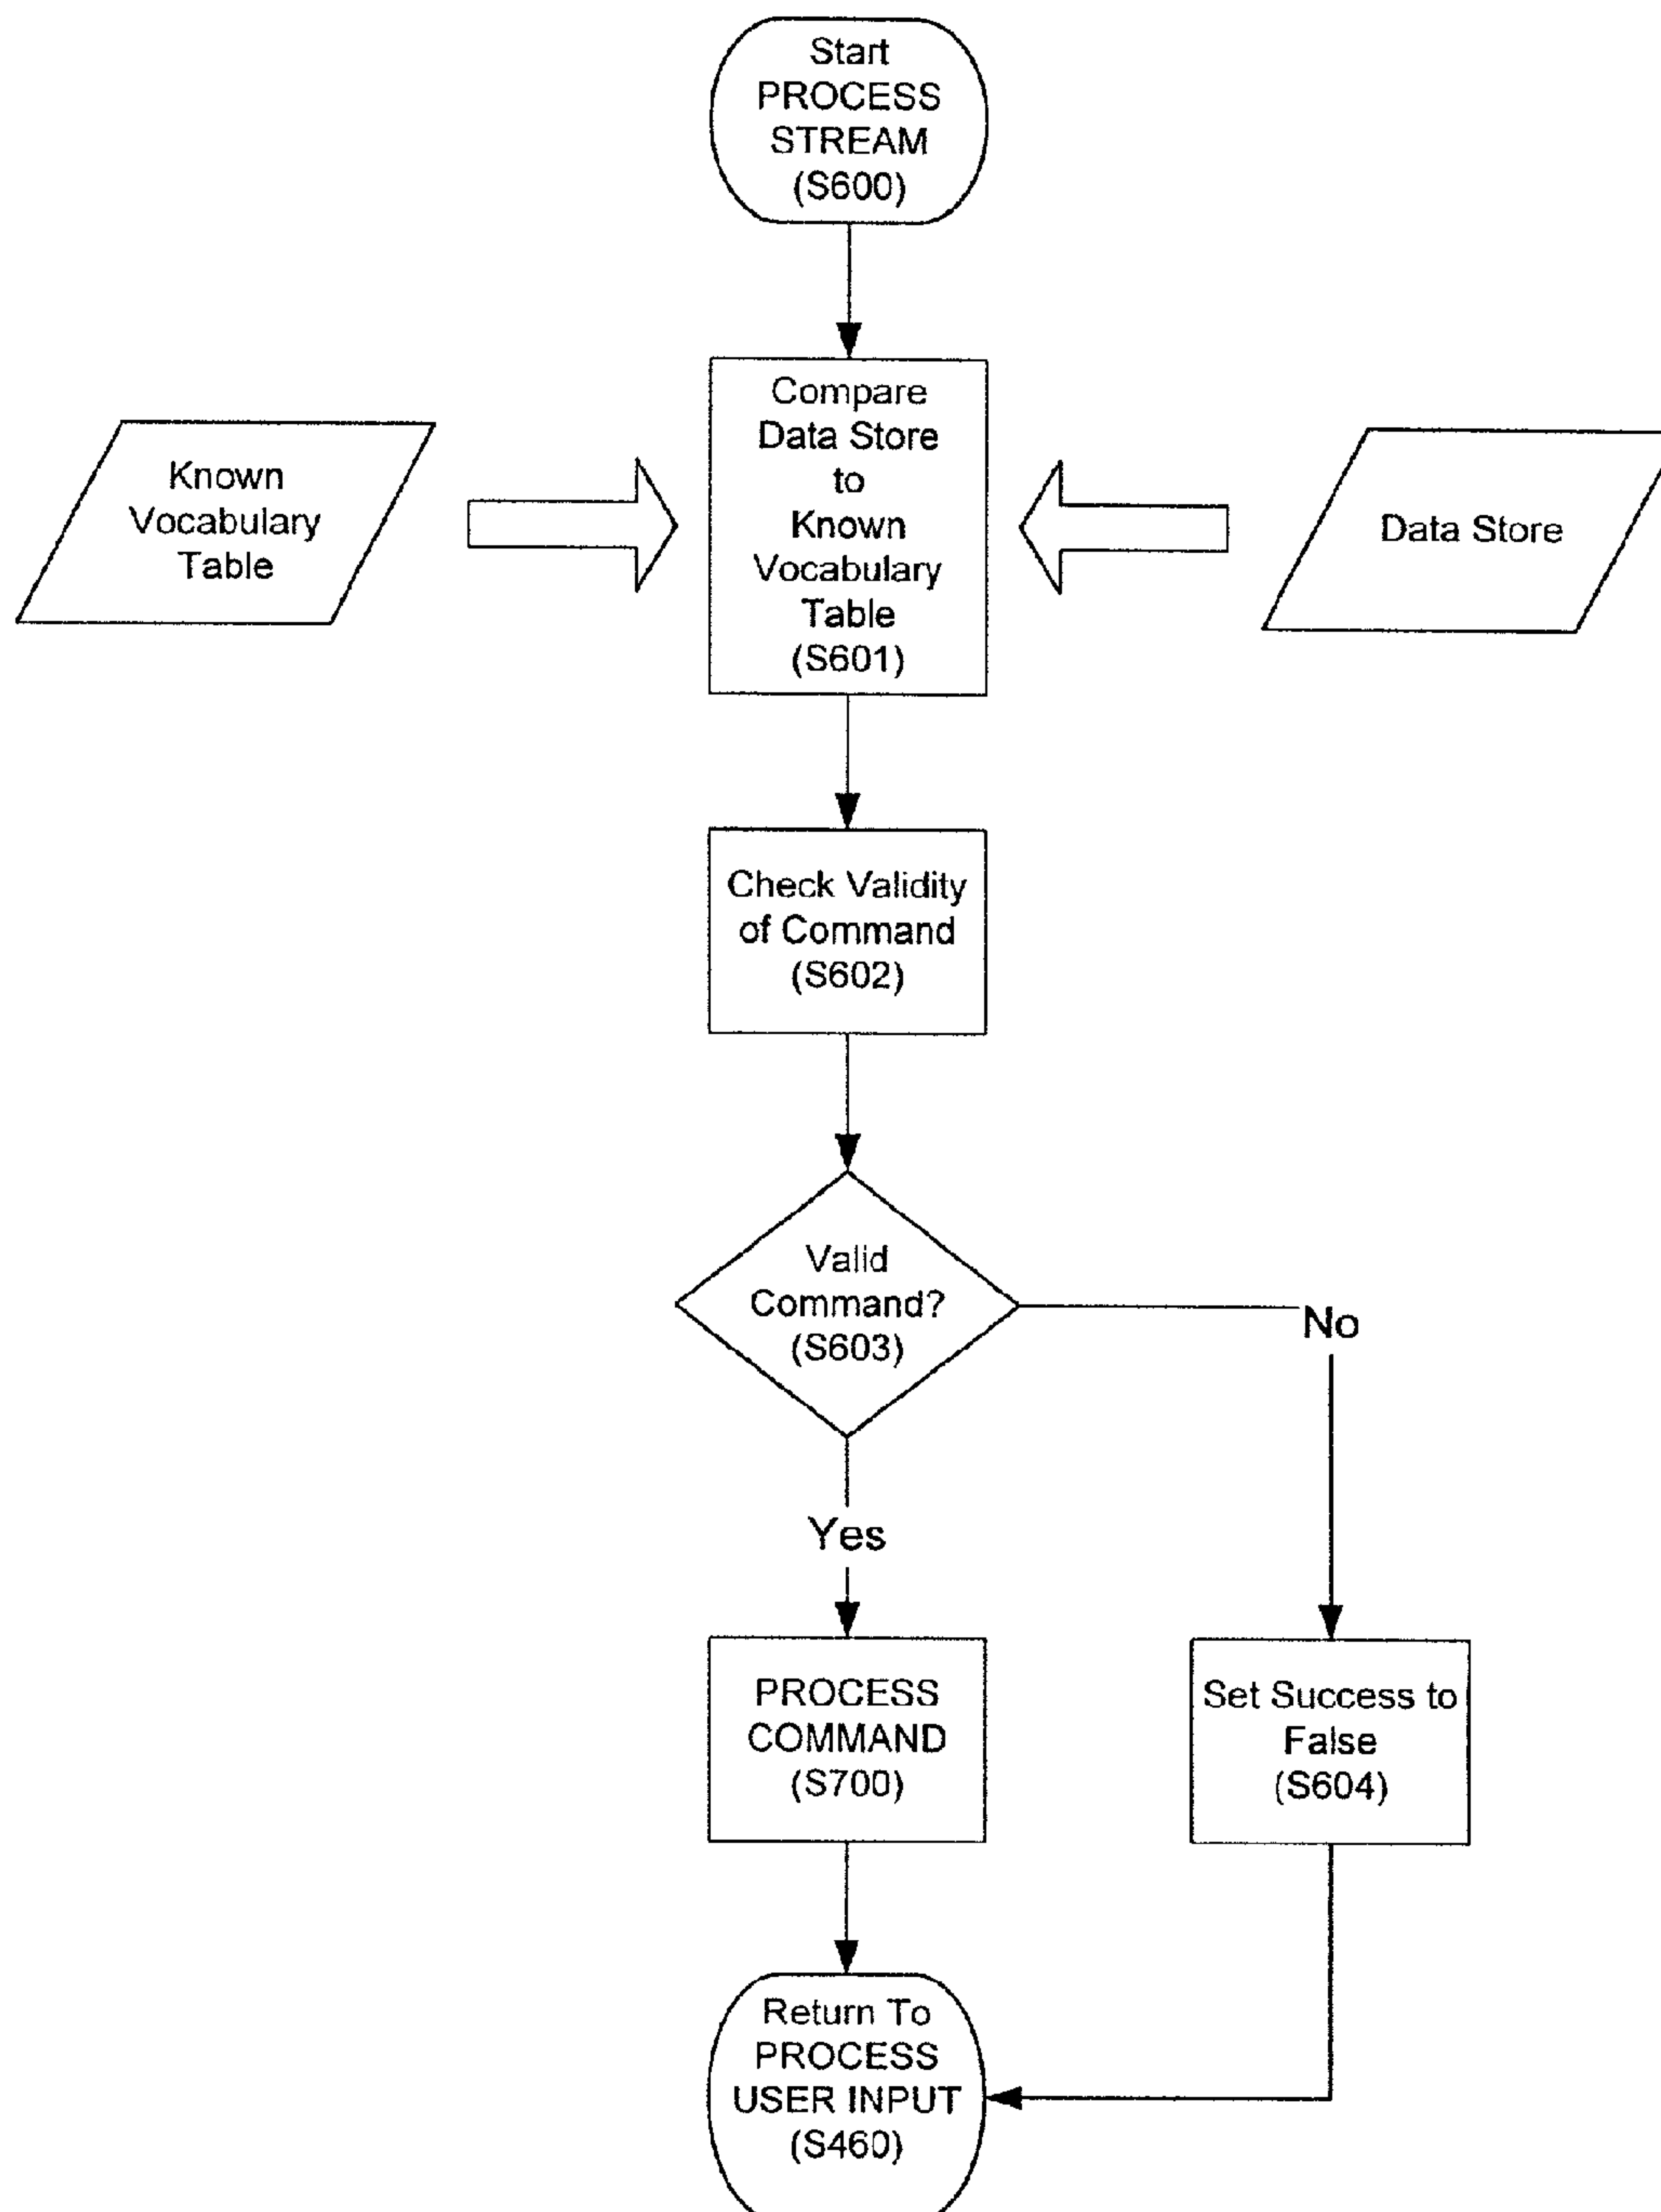 Start
PROCESS
STREAM
(S600)
Compare
Data Store
to
Known
Vocabulary
Table
(S601)
Known
Vocabulary
Table
Data Store
Check Validity
of Command
(S602)
Valid
Command?
(S603)
No
Yes
PROCESS
COMMAND
(S700)
Set Success to
False
(S604)
Return To
PROCESS
USER INPUT
(S460)